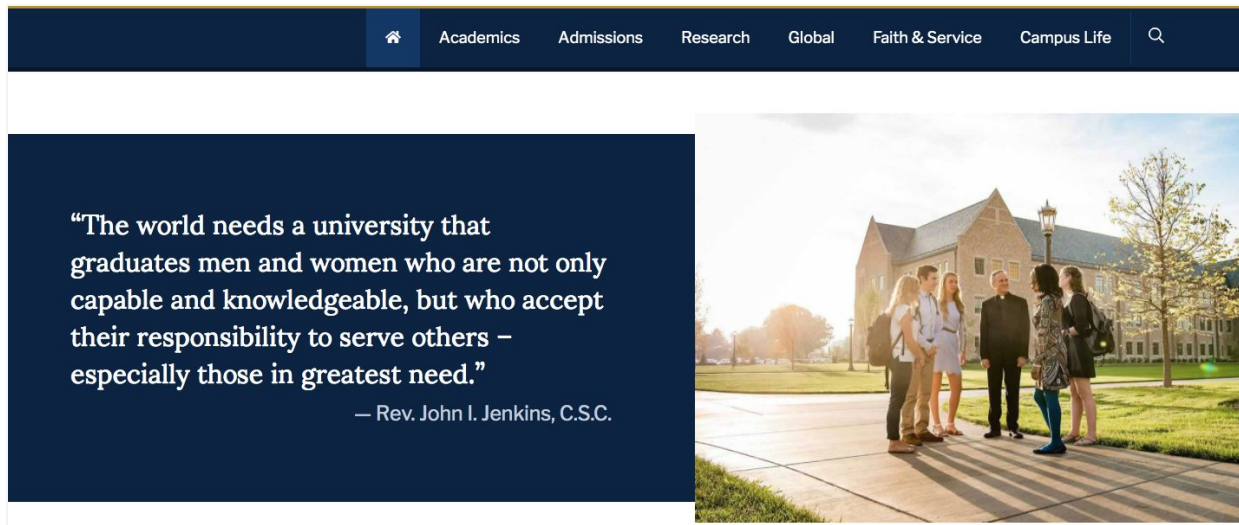 Academics Admissions Research Global Faith & Service Campus Life
“The world needs a university that
graduates men and women who are not only
capable and knowledgeable, but who accept
their responsibility to serve others –
especially those in greatest need.”
— Rev. John I. Jenkins, C.S.C.